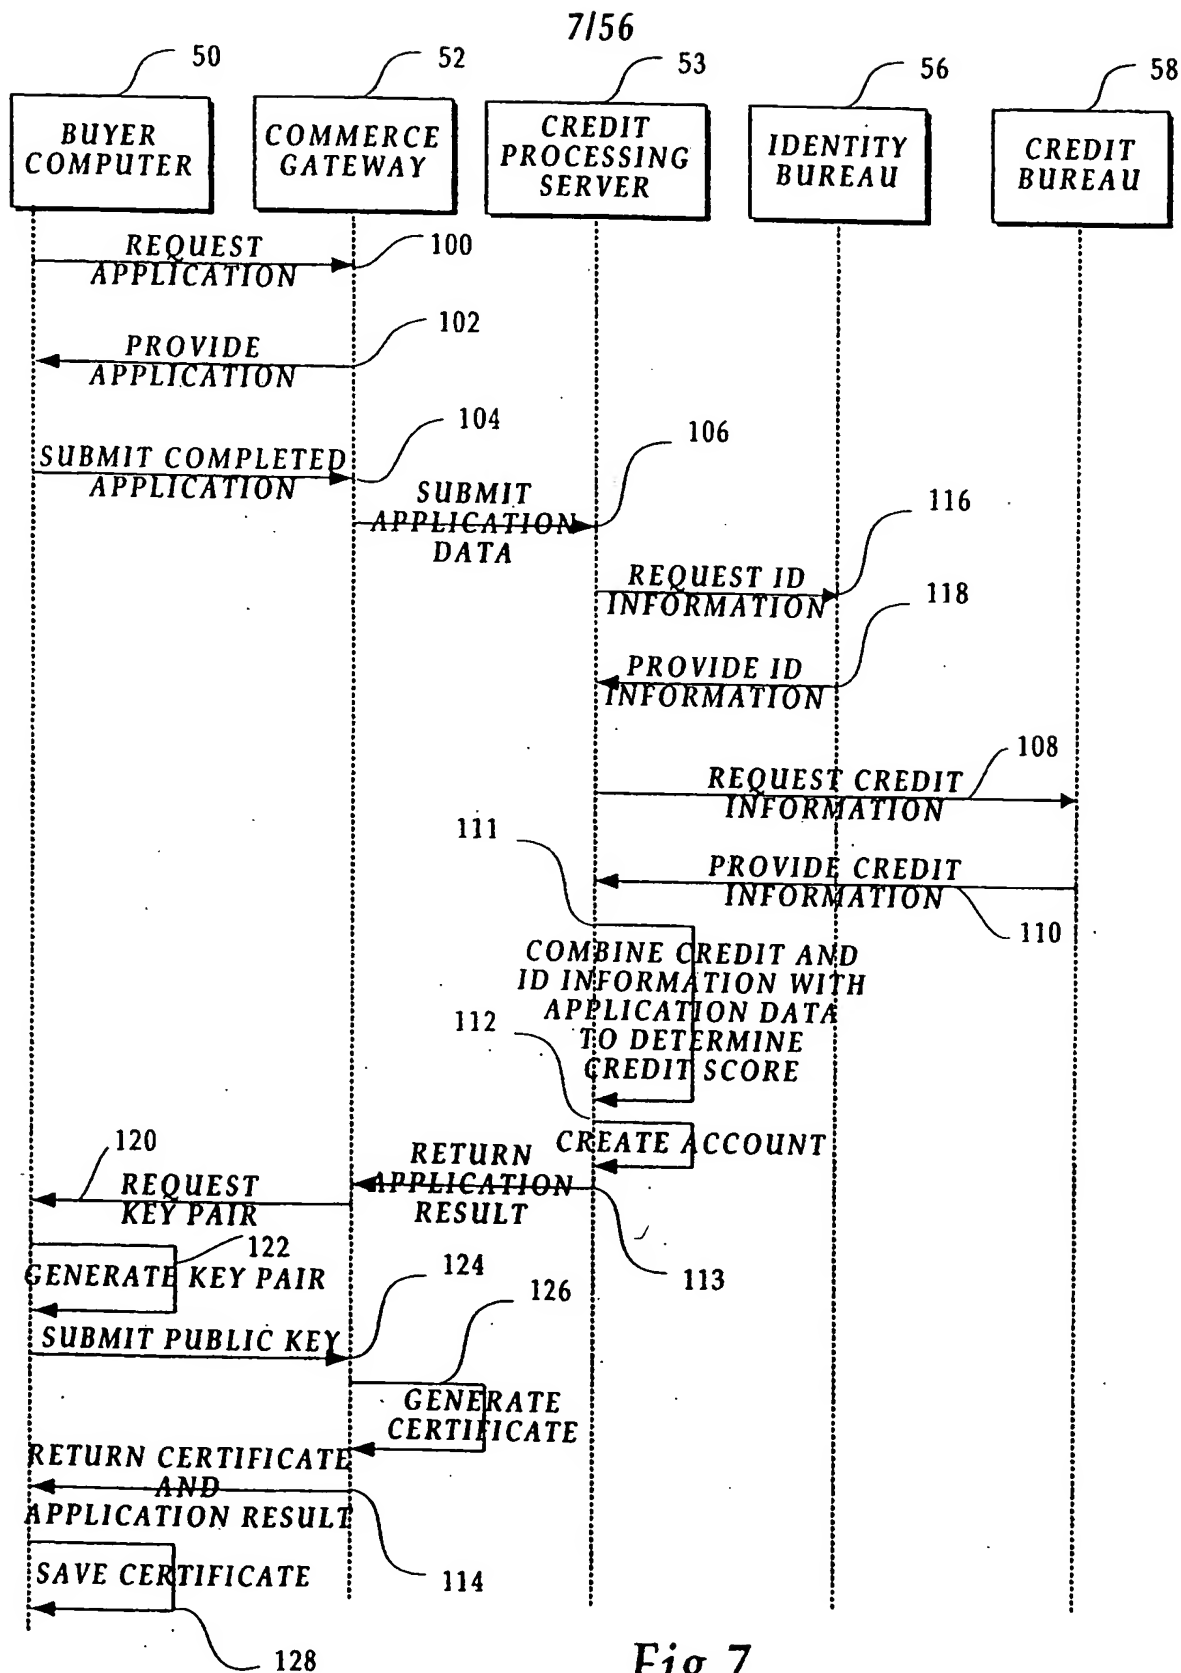 7/56
50
52
53
56
58
BUYER
COMPUTER
COMMERCE
GATEWAY
CREDIT
PROCESSING
SERVER
IDENTITY
BUREAU
CREDIT
BUREAU
REQUEST
APPLICATION
100
PROVIDE
APPLICATION
102
SUBMIT COMPLETED
APPLICATION
104
SUBMIT
APPLICATION
DATA
106
REQUEST ID
INFORMATION
116
PROVIDE ID
INFORMATION
118
REQUEST CREDIT
INFORMATION
108
PROVIDE CREDIT
INFORMATION
110
111
COMBINE CREDIT AND
ID INFORMATION WITH
APPLICATION DATA
TO DETERMINE
CREDIT SCORE
112
CREATE ACCOUNT
RETURN
APPLICATION
RESULT
113
120
REQUEST
KEY PAIR
122
GENERATE KEY PAIR
124
SUBMIT PUBLIC KEY
126
GENERATE
CERTIFICATE
RETURN CERTIFICATE
AND
APPLICATION RESULT
114
SAVE CERTIFICATE
128
Fig 7